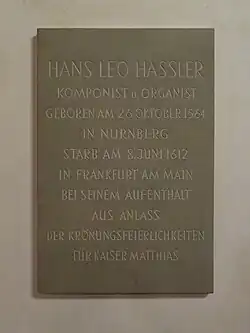 HANS LEO HASSLER
KOMPONIST u. ORGANIST
GEBOREN AM 26. OKTOBER 1564
IN NÜRNBERG
STARB AM 8. JUNI 1612
IN FRANKFURT AM MAIN
BEI SEINEM AUFENTHALT
AUS ANLASS
DER KRÖNUNGSFEIERLICHKEITEN
FÜR KAISER MATTHIAS